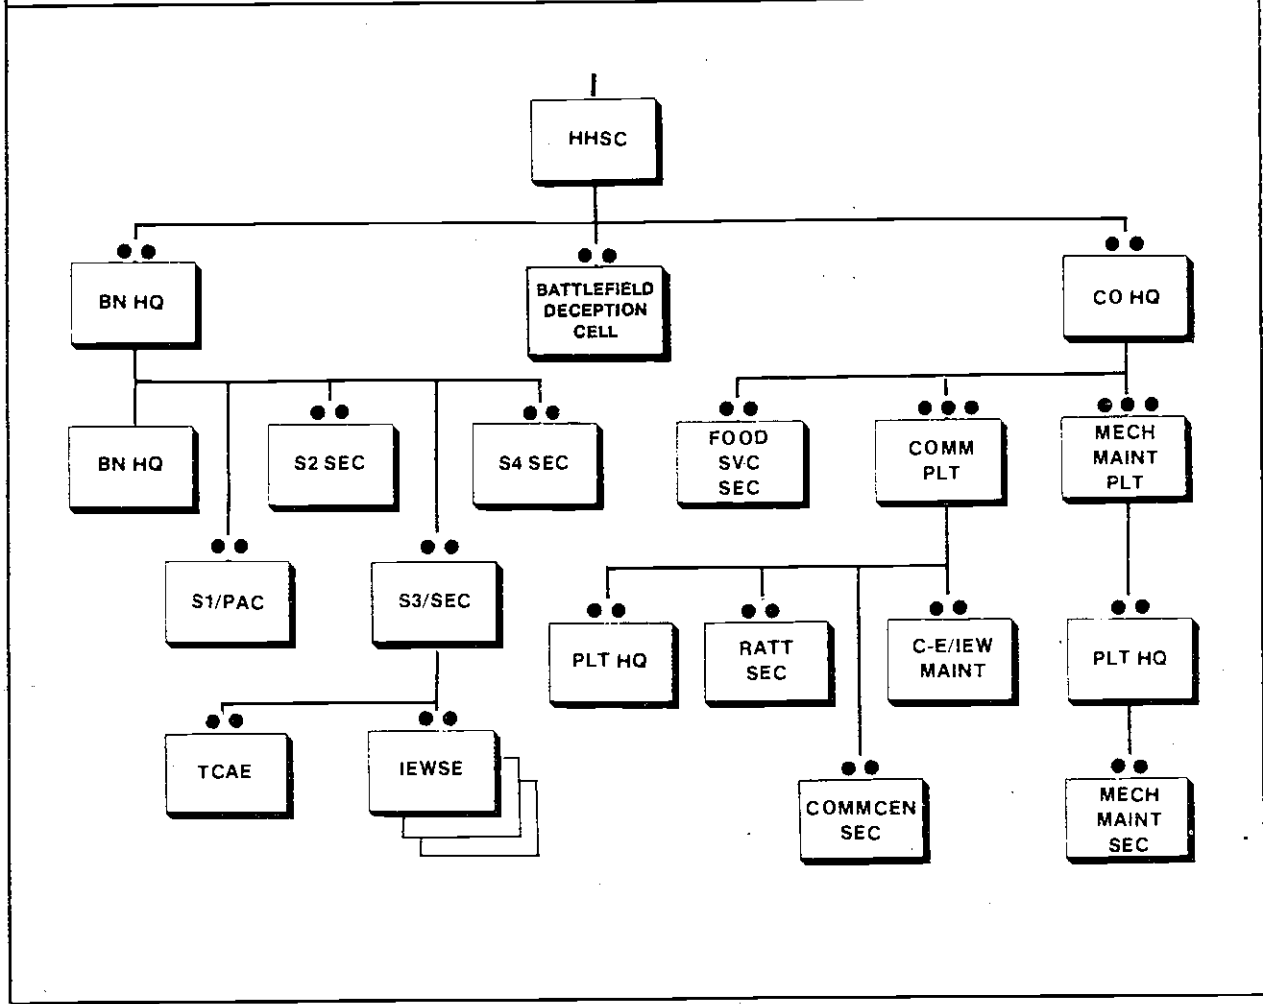 HHSC
BN HQ
BATTLEFIELD
DECEPTION
CELL
CO HQ
BN HQ
S2 SEC
S4 SEC
FOOD
SVC
SEC
COMM
PLT
MECH
MAINT
PLT
S1/PAC
S3/SEC
PLT HQ
RATT
SEC
C-E/IEW
MAINT
PLT HQ
TCAE
IEWSE
COMMCEN
SEC
MECH
MAINT
SEC